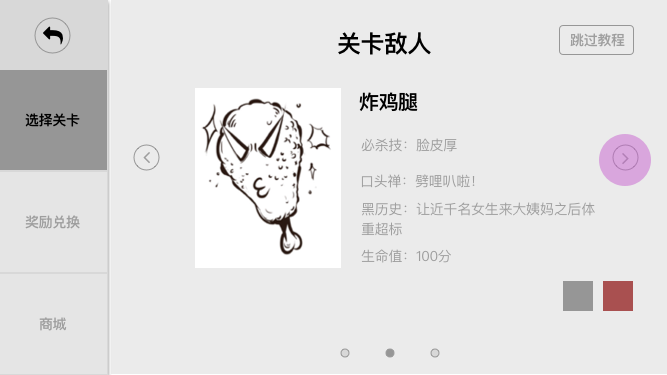 关卡敌人
跳过教程
选择关卡
奖励兑换
商城
炸鸡腿
必杀技：脸皮厚
口头禅：劈哩叭啦！
黑历史：让近千名女生来大姨妈之后体
重超标
生命值：100分